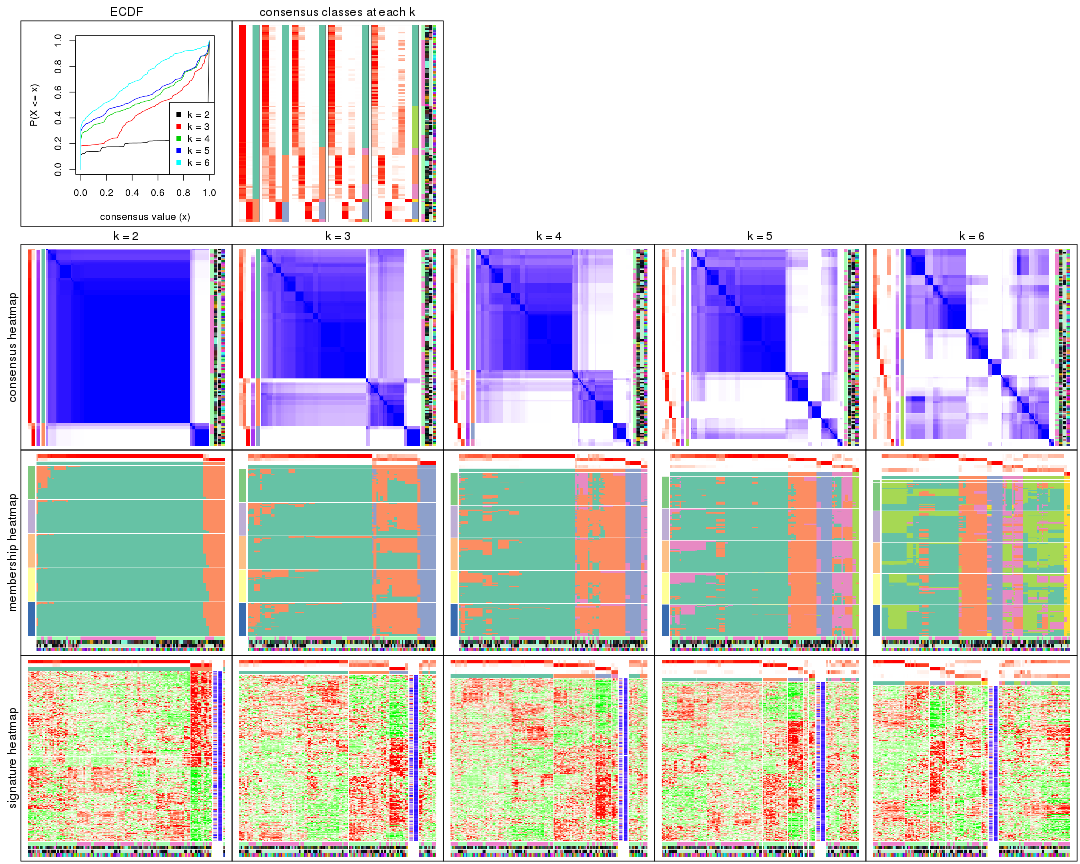 ECDF
consensus classes at each k
P(X <= x)
0.0
0.2
0.4
0.6
0.8
1.0
k = 2
k = 3
k = 4
k = 5
k = 6
0.0 0.2 0.4 0.6 0.8 1.0
consensus value (x)
k = 2
k = 3
k = 4
k = 5
k = 6
consensus heatmap
membership heatmap
signature heatmap